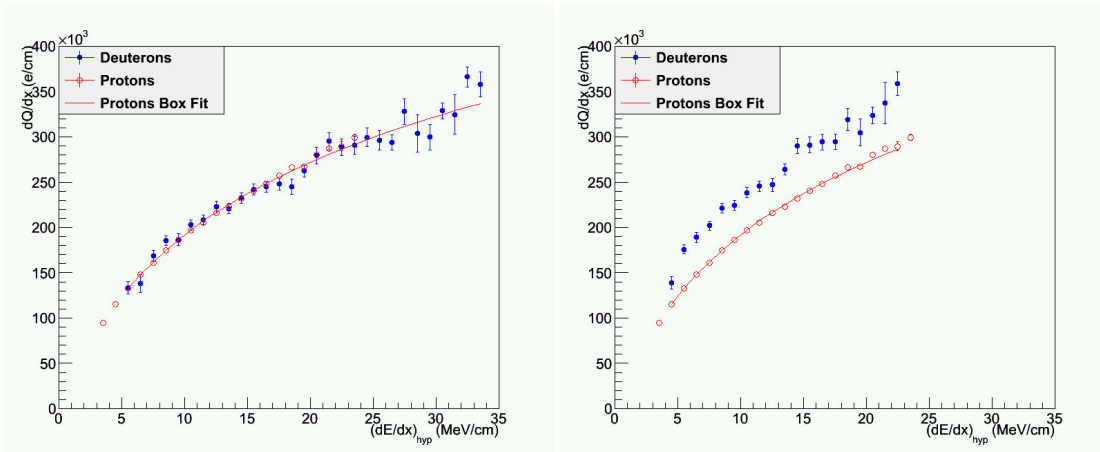 ×10³
400
350
300
250
200
150
100
50
0
dQ/dx (e/cm)
Deuterons
Protons
Protons Box Fit
5 10 15 20 25 30 35
(dE/dx)hyp (MeV/cm)
×10³
400
350
300
250
200
150
100
50
0
dQ/dx (e/cm)
Deuterons
Protons
Protons Box Fit
0 5 10 15 20 25 30 35
(dE/dx)hyp (MeV/cm)